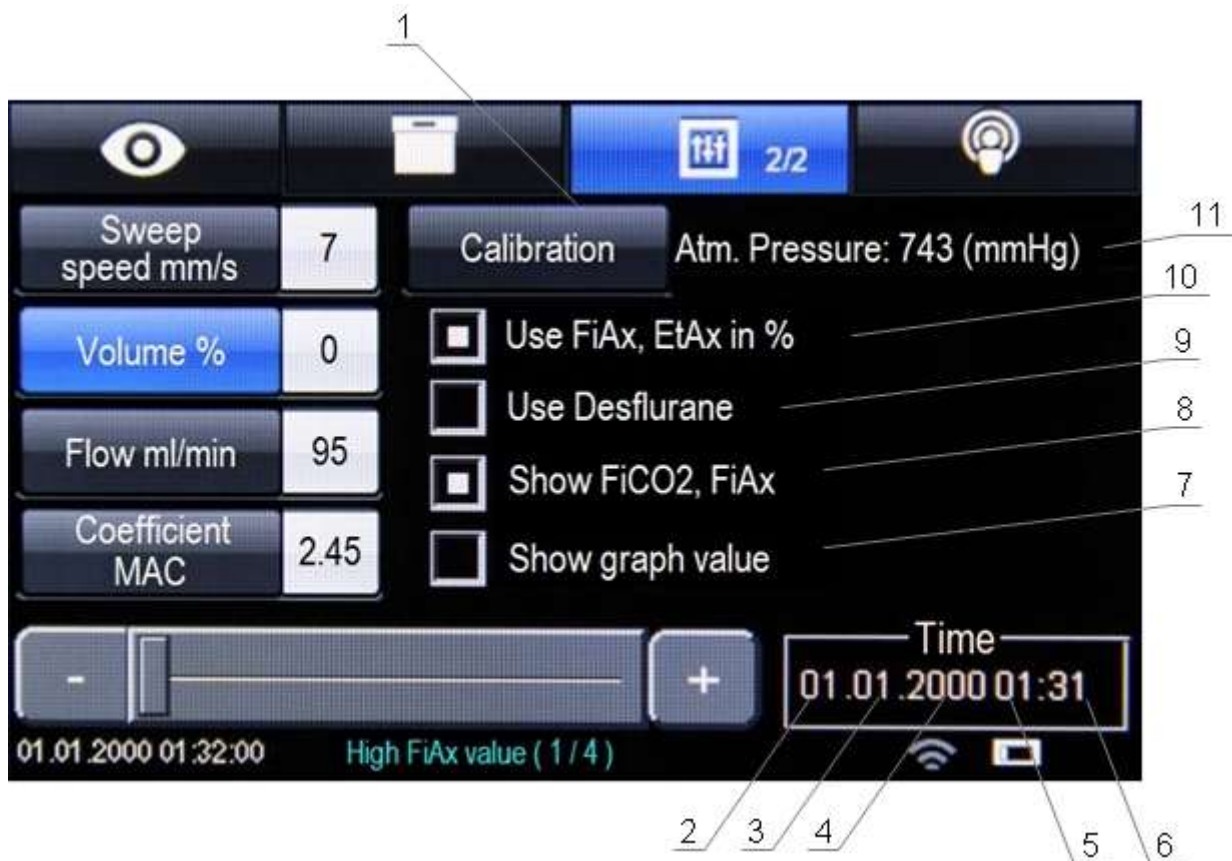 1
2/2
Sweep
speed mm/s
7
Calibration
Atm. Pressure: 743 (mmHg)
11
10
Volume %
0
Use FiAx, EtAx in %
9
Use Desflurane
8
Flow ml/min
95
Show FiCO2, FiAx
7
Coefficient
MAC
2.45
Show graph value
Time
-
+
01.01.2000 01:31
01.01.2000 01:32:00
High FiAx value ( 1 / 4 )
2
3
4
5
6